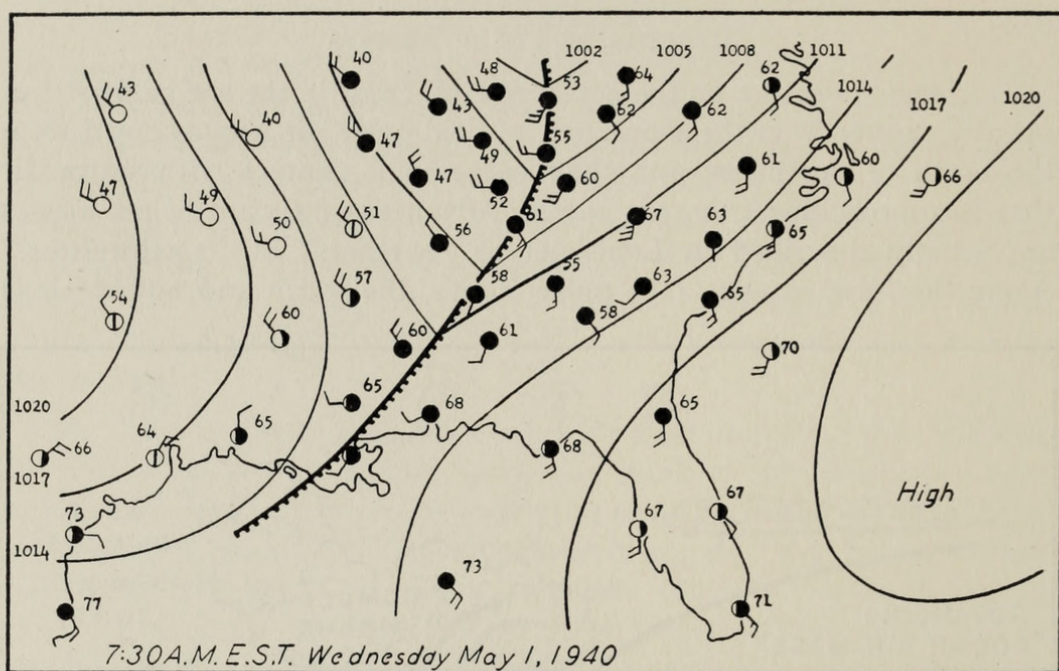 1002 1005 1008 1011
40 48 53 64 62
43 43 1014 1017 1020
40 47 55 62 62
49 61 60
47 52 60 66
47 49 51 56 61 67 63 65
50
54 57 58 55 63 65
60 60 61 58 70
1020 65 68 65
64 65
66 68
1017
73 67 67 High
1014
77 73 71
7:30A.M.E.S.T. Wednesday May 1, 1940